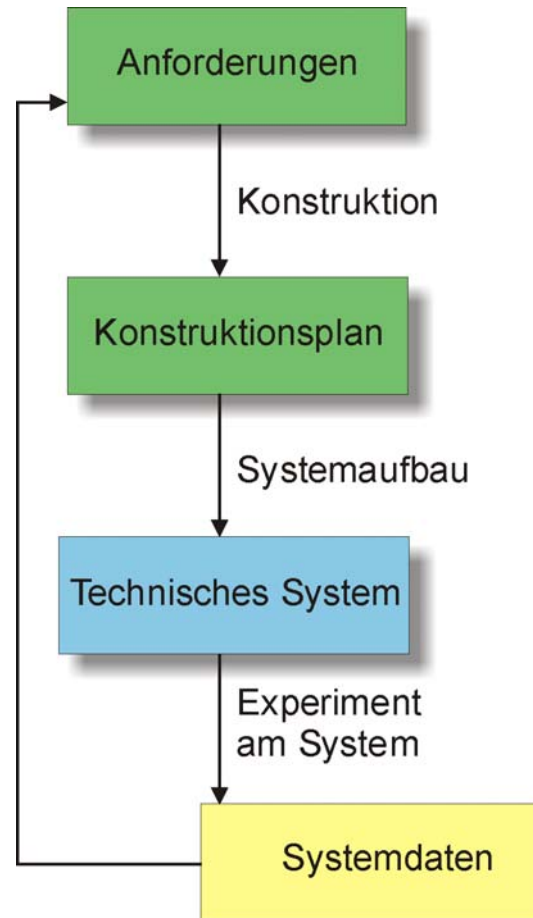 Anforderungen
Konstruktion
Konstruktionsplan
Systemaufbau
Technisches System
Experiment
am System
Systemdaten